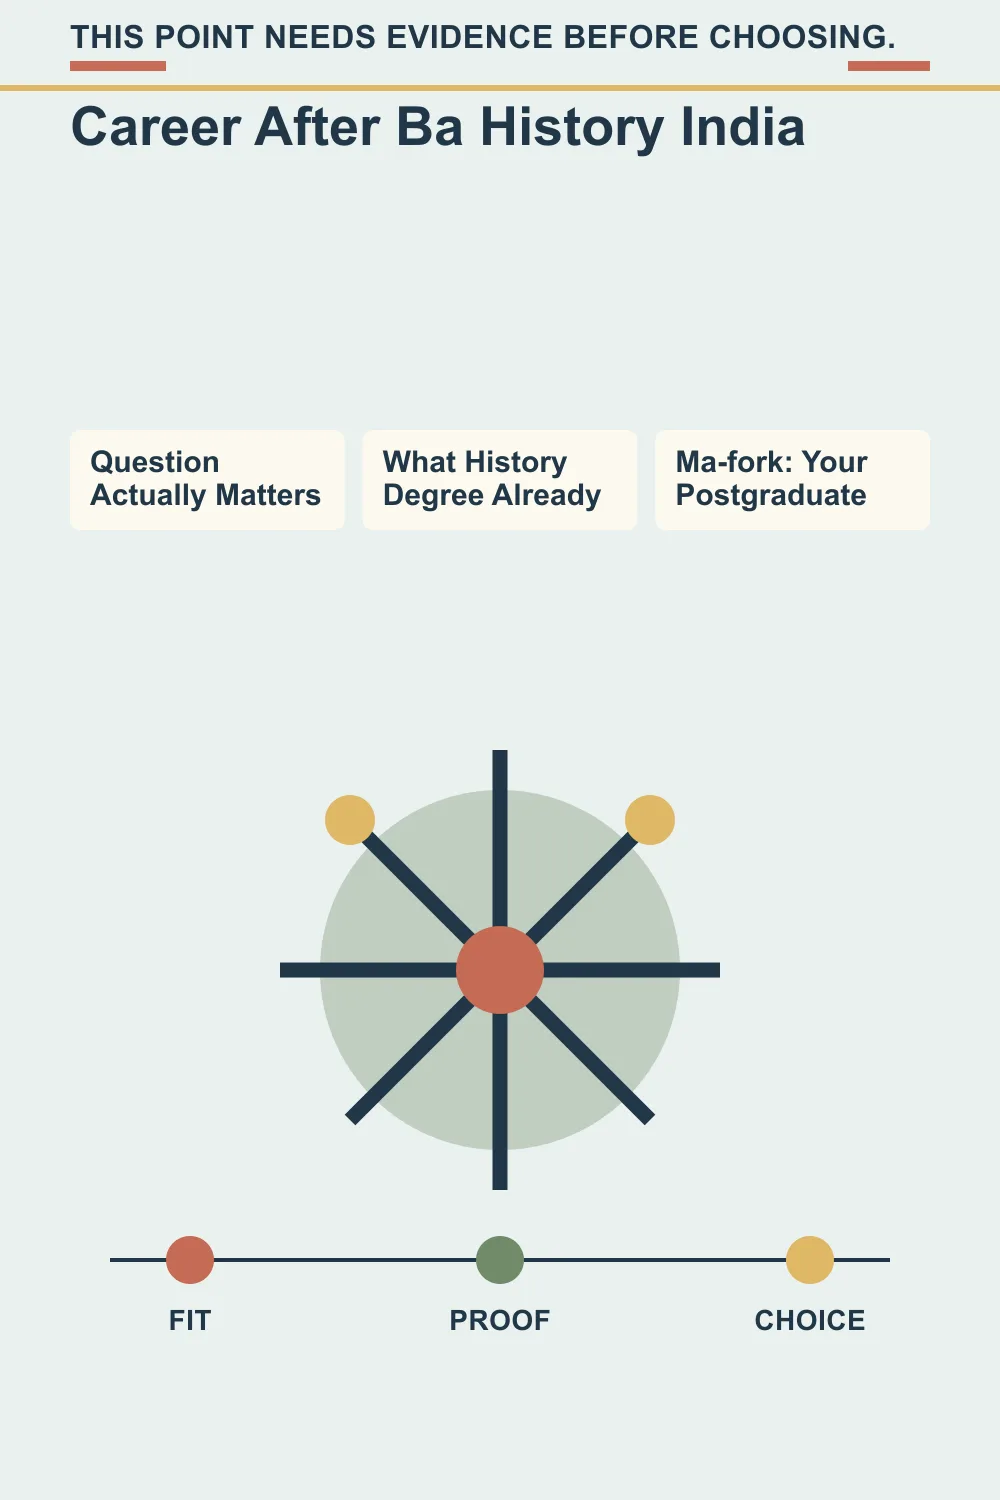 THIS POINT NEEDS EVIDENCE BEFORE CHOOSING.
Career After Ba History India
Question
Actually Matters
What History
Degree Already
Ma-fork: Your
Postgraduate
FIT
PROOF
CHOICE